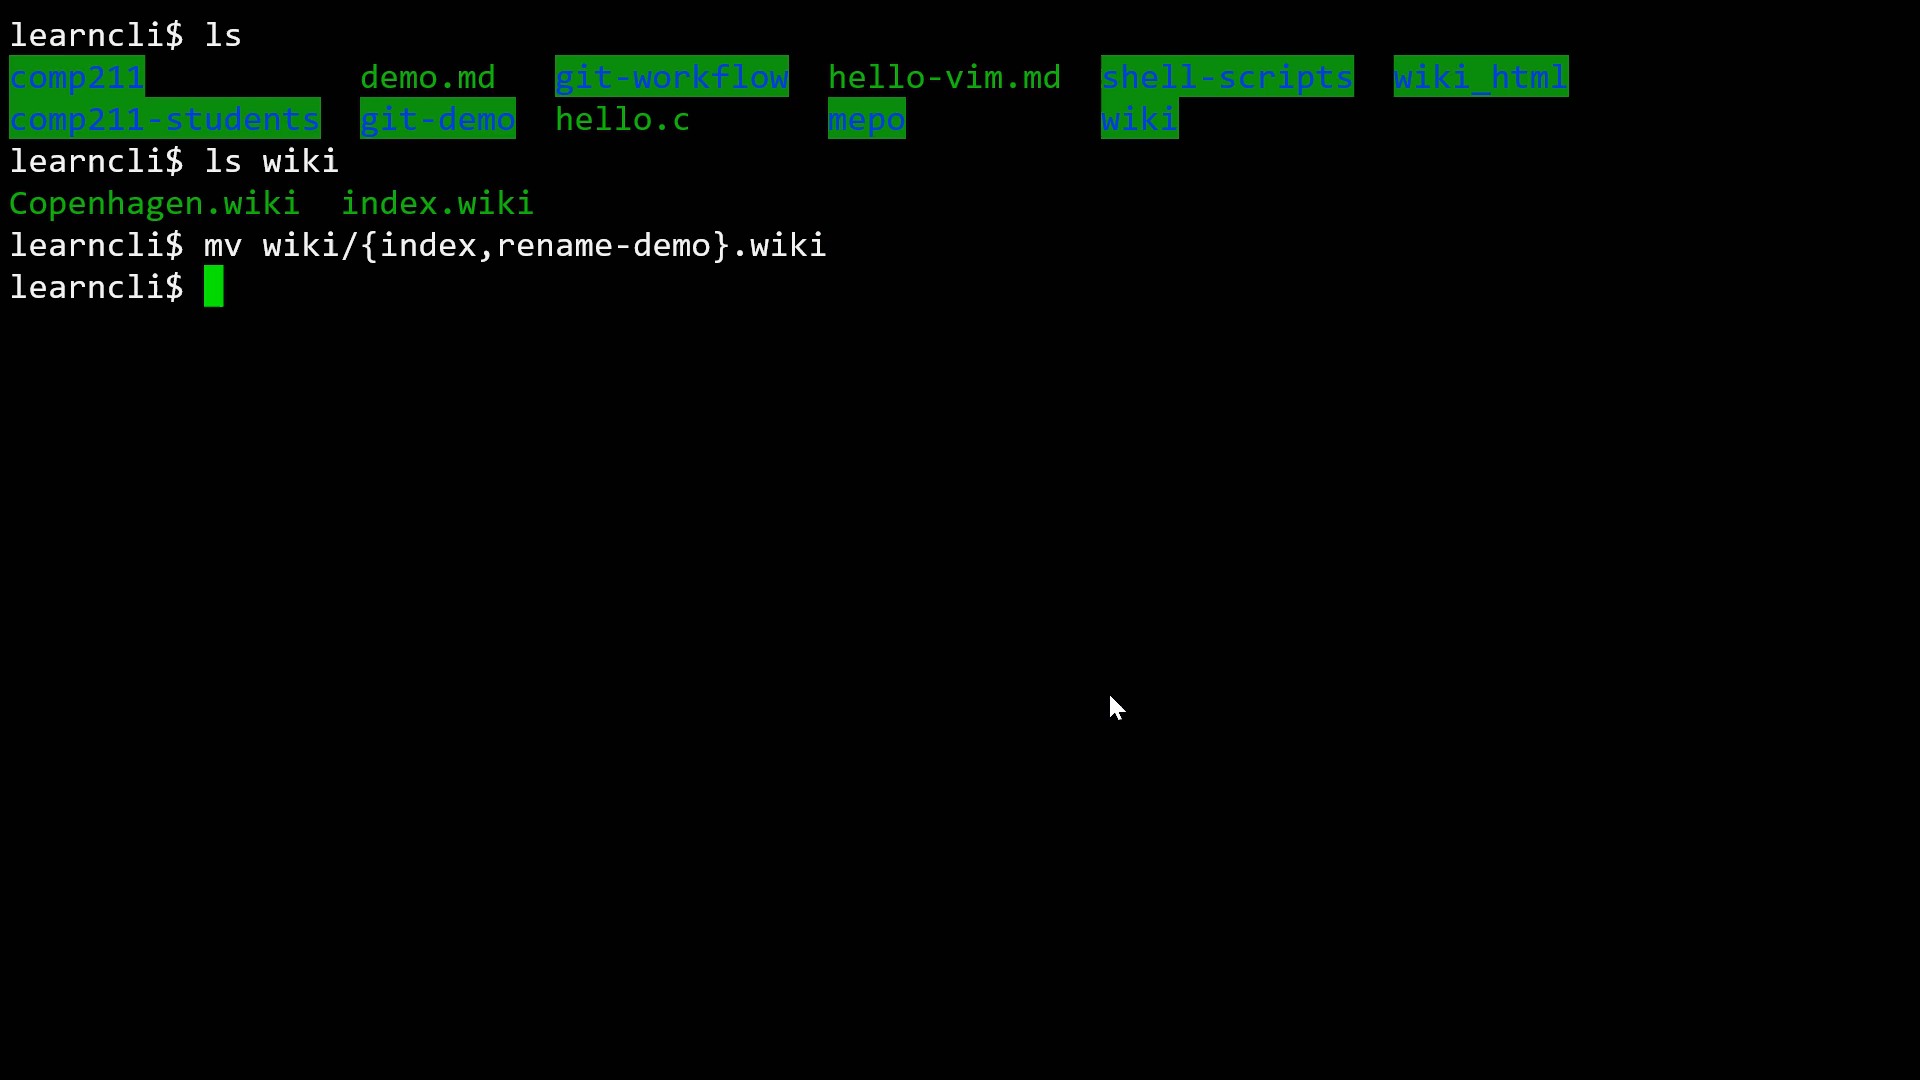 learncli$ ls
comp211 demo.md git-workflow hello-vim.md shell-scripts wiki_html
comp211-students git-demo hello.c mepo wiki
learncli$ ls wiki
Copenhagen.wiki index.wiki
learncli$ mv wiki/{index,rename-demo}.wiki
learncli$